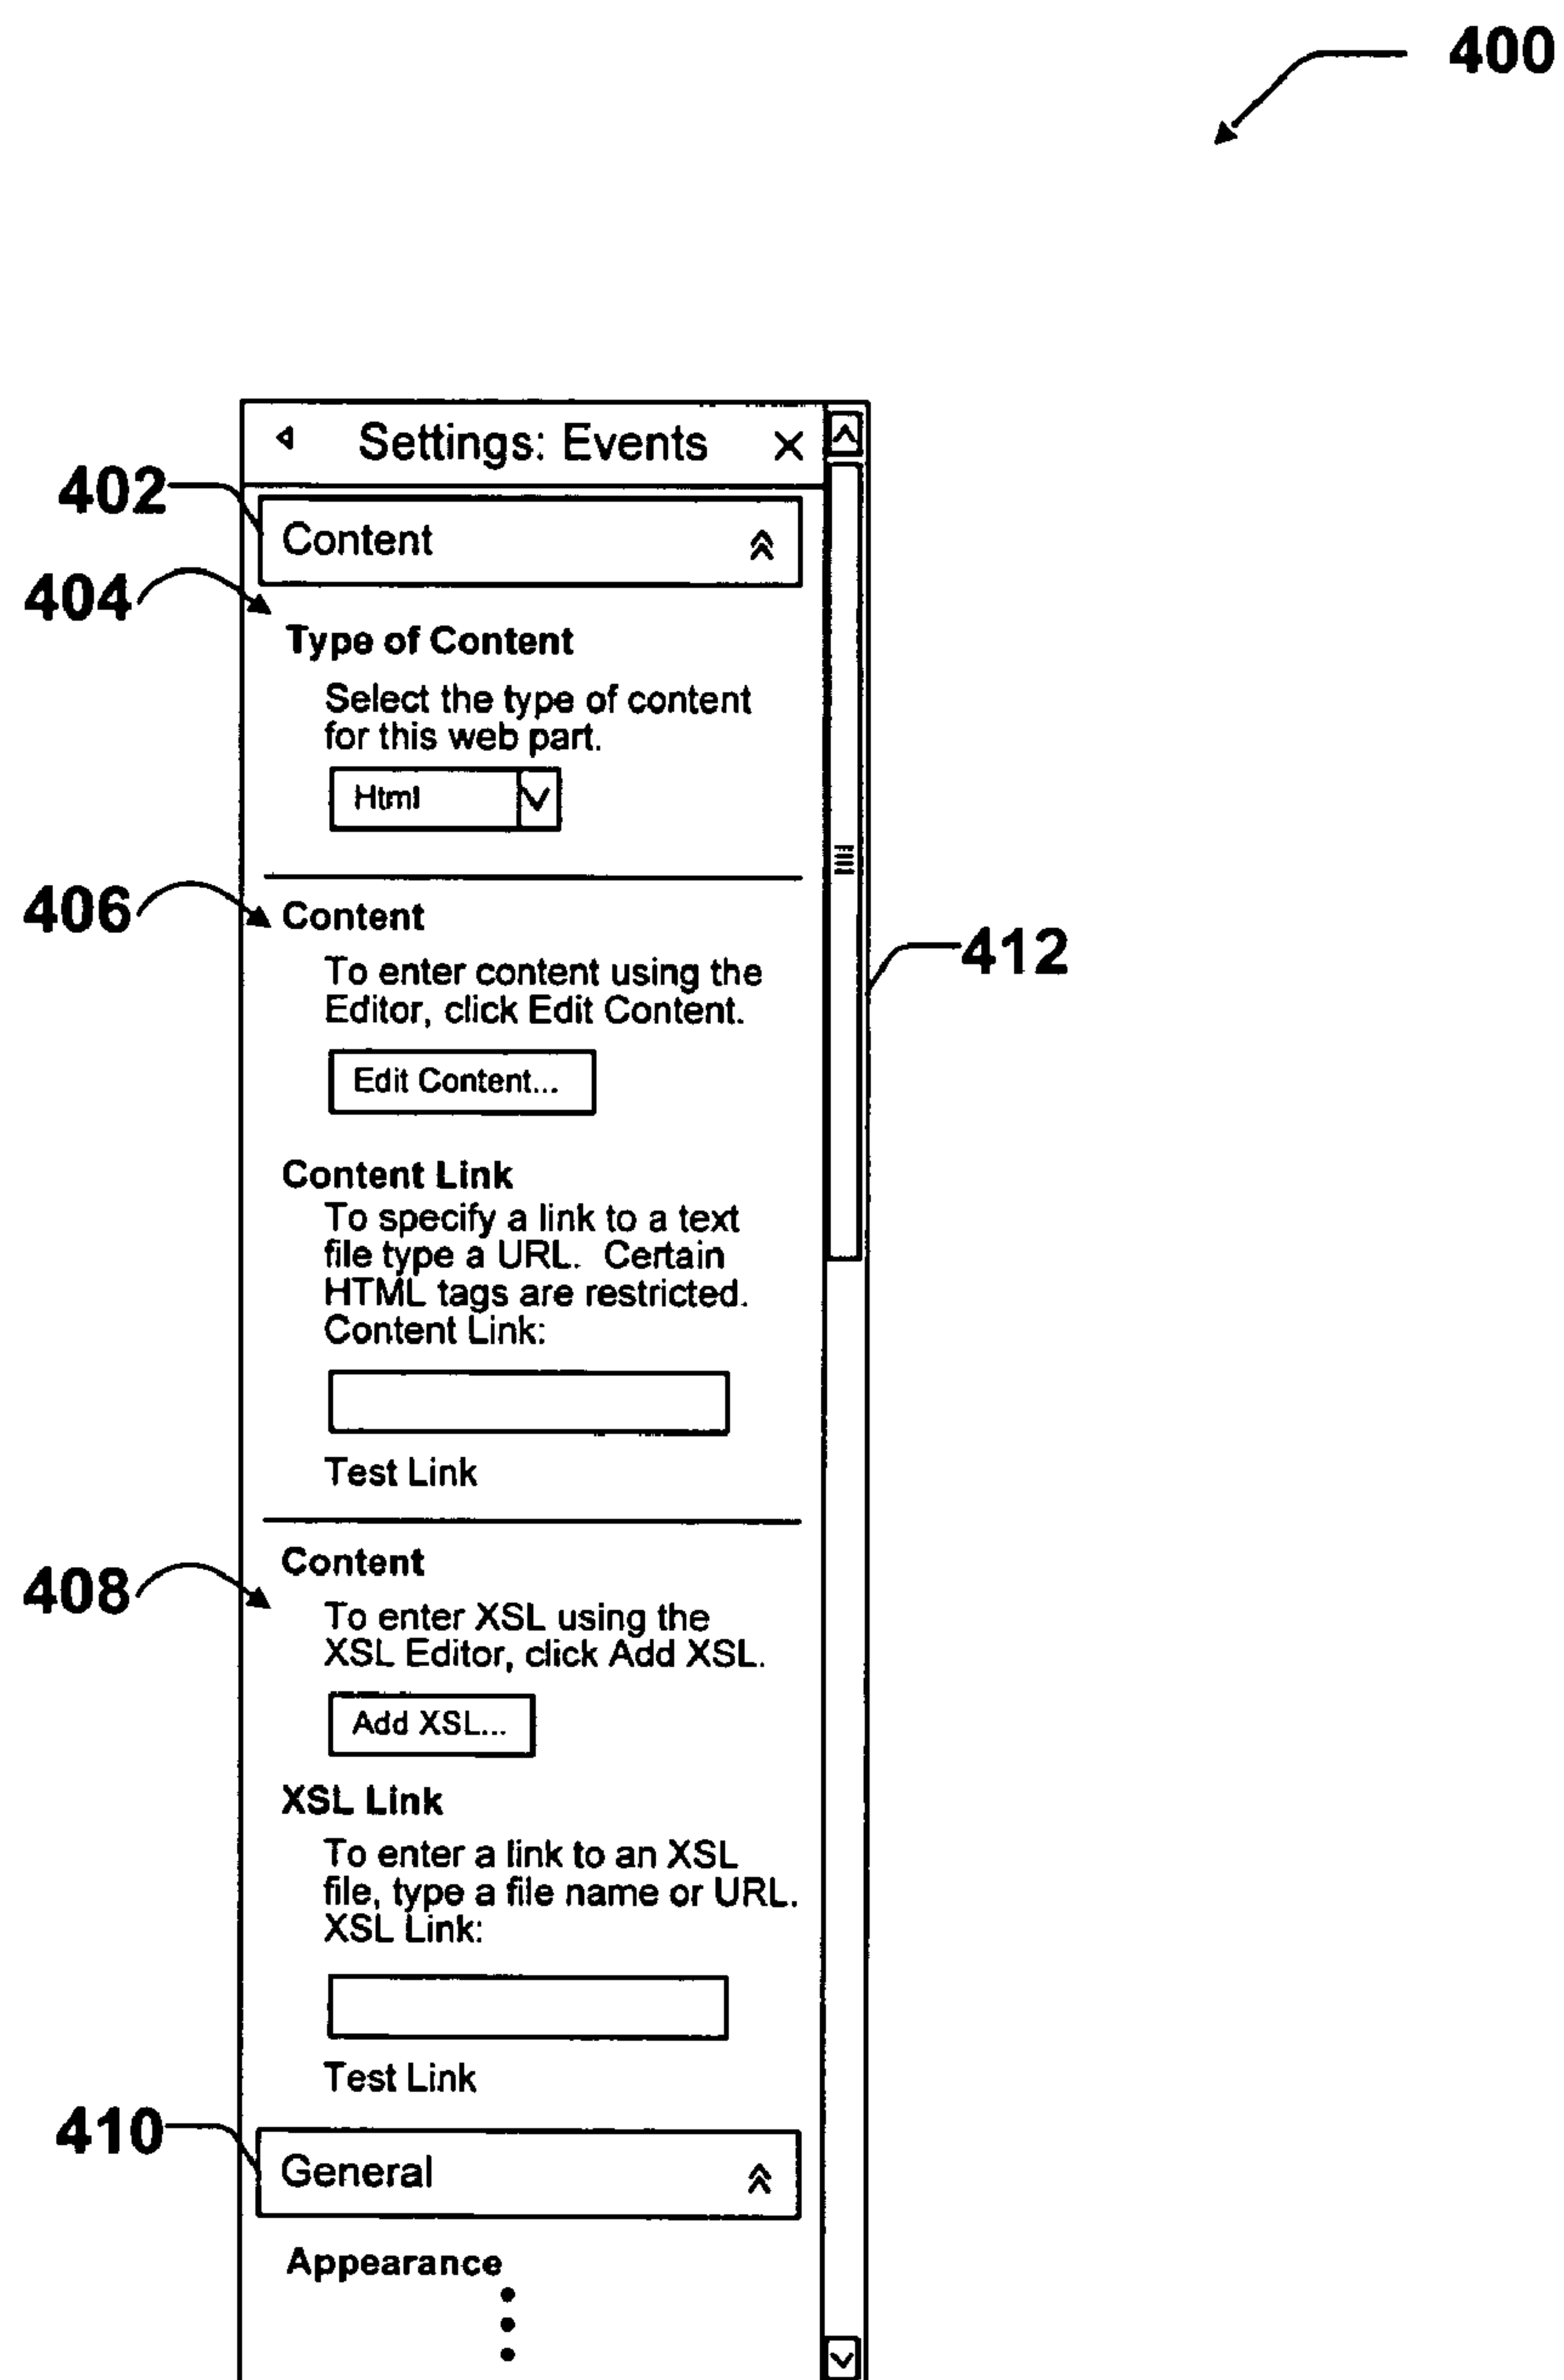 400
Settings: Events
402
Content
404
Type of Content
Select the type of content
for this web part.
Html
406
Content
To enter content using the
Editor, click Edit Content.
412
Edit Content...
Content Link
To specify a link to a text
file type a URL.  Certain
HTML tags are restricted.
Content Link:
Test Link
Content
408
To enter XSL using the
XSL Editor, click Add XSL.
Add XSL...
XSL Link
To enter a link to an XSL
file, type a file name or URL.
XSL Link:
Test Link
410
General
Appearance